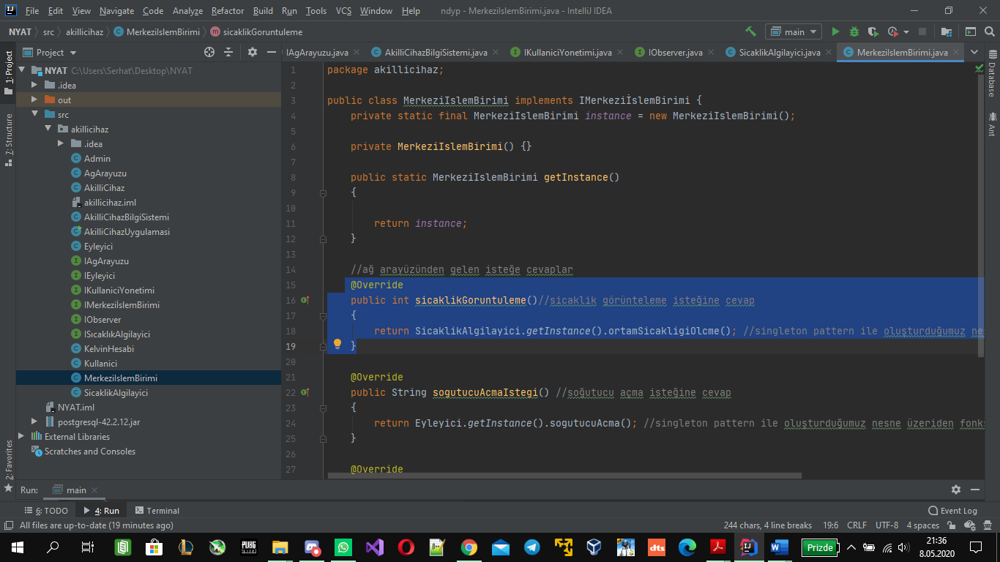 File Edit View Navigate Code Analyze Refactor Build Run Tools VCS Window Help ndyp - MerkeziIslemBirimi.java - IntelliJ IDEA
NYAT src akillicihaz MerkeziIslemBirimi sicaklikGoruntuleme main
Project IAgArayuzu.java AkilliCihazBilgiSistemi.java IKullaniciYonetimi.java IObserver.java SicaklikAlgilayici.java MerkeziIslemBirimi.java
1: Project
7: Structure
2: Favorites
Database
Ant
NYAT C:\Users\Serhat\Desktop\NYAT
.idea
out
src
akillicihaz
.idea
Admin
AgArayuzu
AkilliCihaz
akillicihaz.iml
AkilliCihazBilgiSistemi
AkilliCihazUygulamasi
Eyleyici
IAgArayuzu
IEyleyici
IKullaniciYonetimi
IMerkeziİslemBirimi
IObserver
ISicaklıkAlgilayici
KelvinHesabi
Kullanici
MerkeziIslemBirimi
SicaklikAlgilayici
NYAT.iml
postgresql-42.2.12.jar
External Libraries
Scratches and Consoles
1 package akillicihaz;
2
3 public class MerkeziIslemBirimi implements IMerkeziİslemBirimi {
4 private static final MerkeziIslemBirimi instance = new MerkeziIslemBirimi();
5
6 private MerkeziIslemBirimi() {}
7
8 public static MerkeziIslemBirimi getInstance()
9 {
10
11 return instance;
12 }
13
14 //ağ arayüzünden gelen isteğe cevaplar
15 @Override
16 public int sicaklikGoruntuleme()//sicaklik görünteleme isteğine cevap
17 {
18 return SicaklikAlgilayici.getInstance().ortamSicakligiOlcme(); //singleton pattern ile oluşturduğumuz nes
19 }
20
21 @Override
22 public String sogutucuAcmaIstegi() //soğutucu açma isteğine cevap
23 {
24 return Eyleyici.getInstance().sogutucuAcma(); //singleton pattern ile oluşturduğumuz nesne üzeriden fonks
25 }
26
27 @Override
Run: main
6: TODO 4: Run Terminal Event Log
All files are up-to-date (19 minutes ago) 244 chars, 4 line breaks 19:6 CRLF UTF-8 4 spaces
PUBG dts Prizde 21:36
8.05.2020